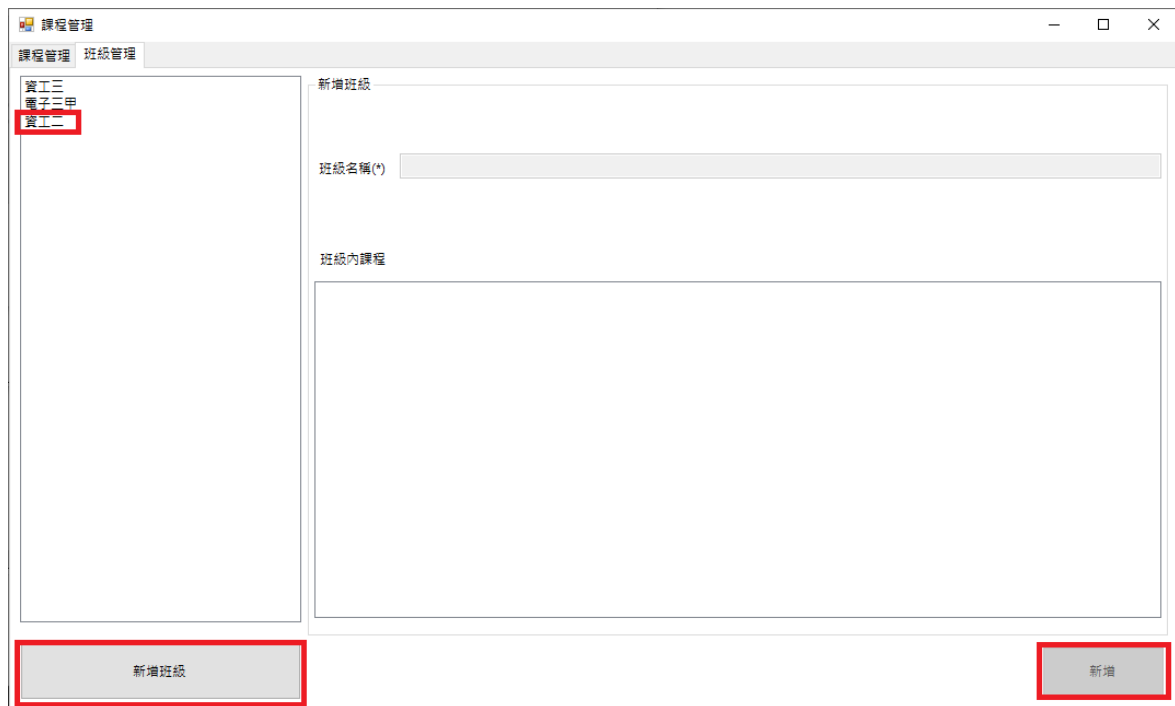 課程管理
課程管理 班級管理
資工三
電子三甲
資工二
新增班級
班級名稱(*)
班級內課程
新增班級
新增